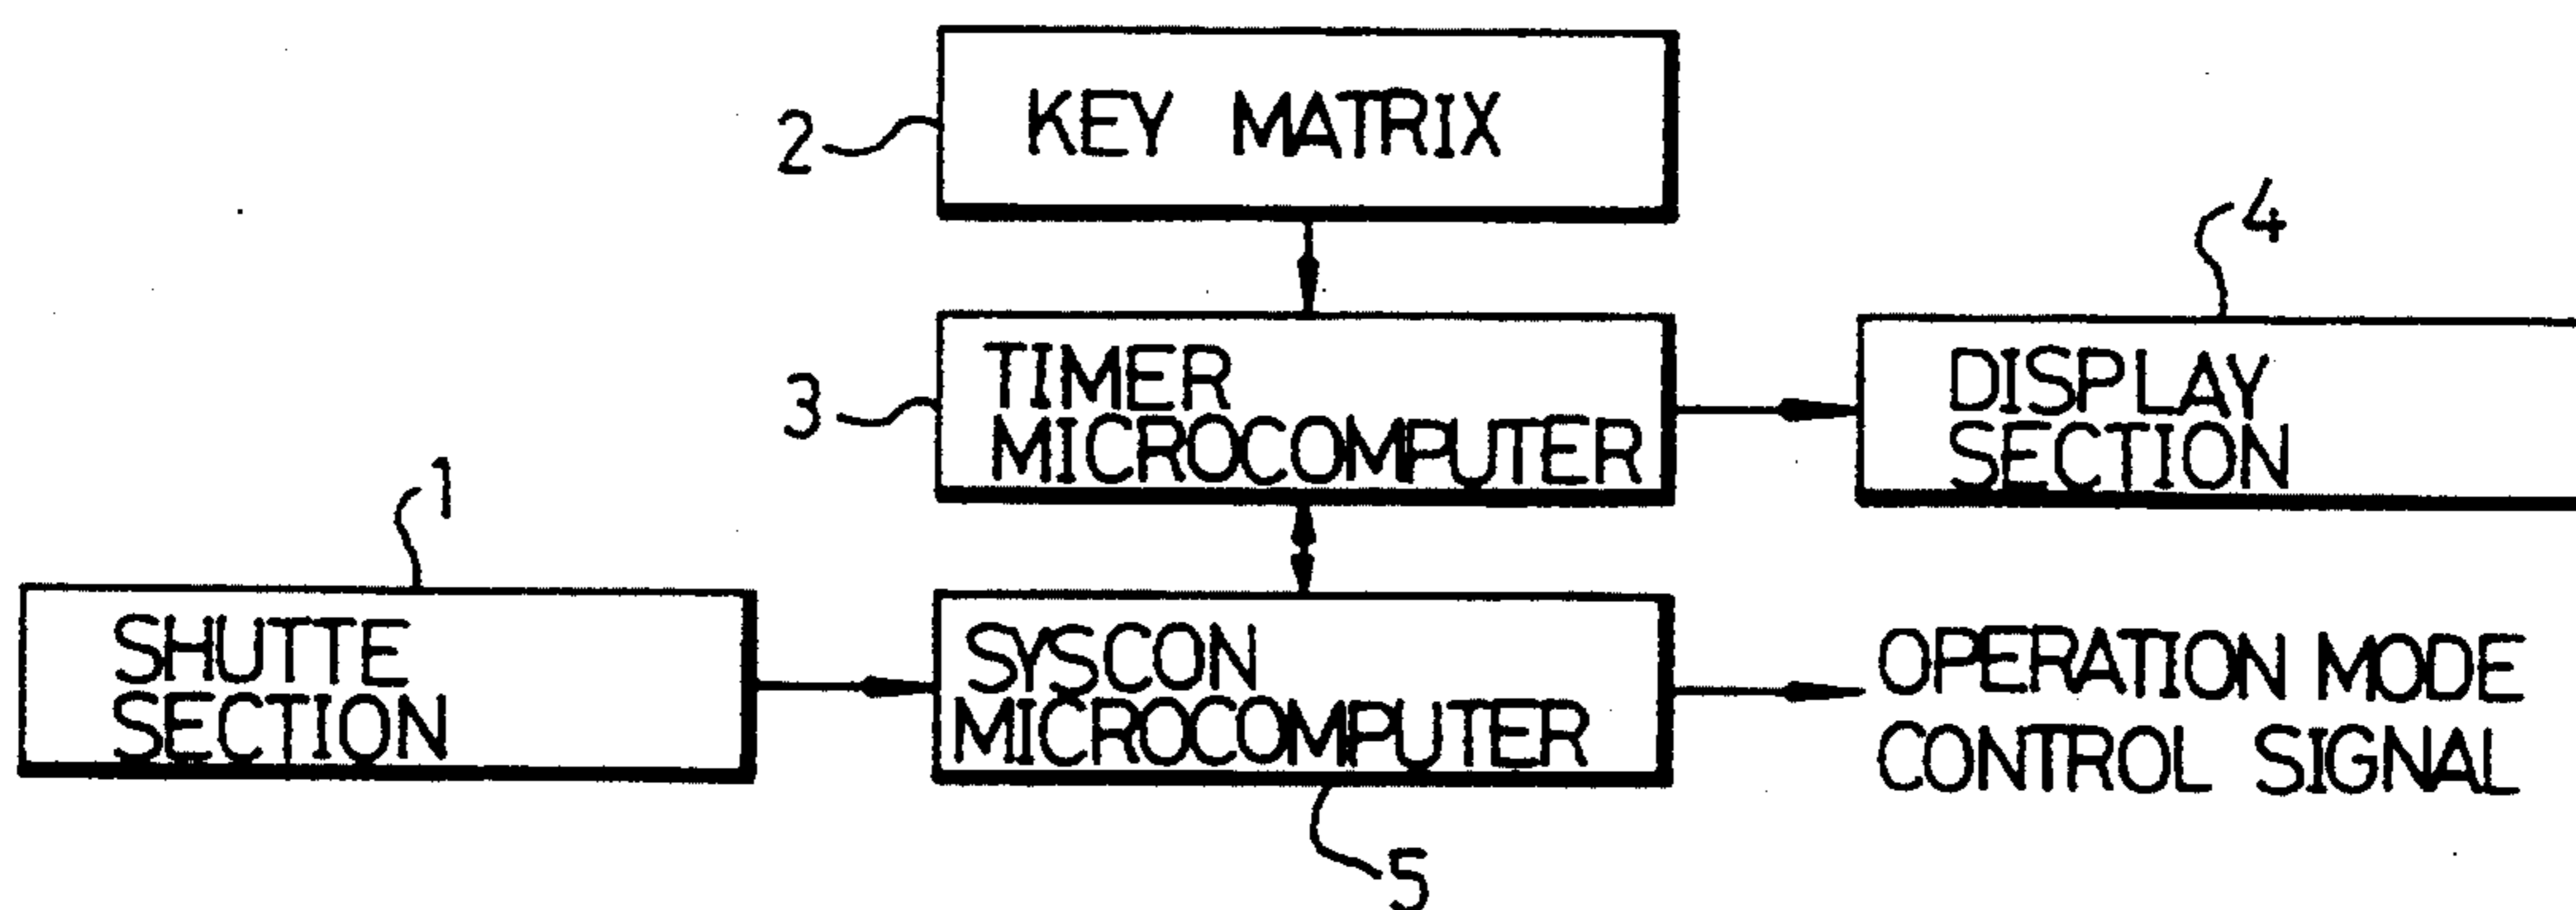 2
KEY MATRIX
4
3
TIMER
MICROCOMPUTER
DISPLAY
SECTION
1
SHUTTE
SECTION
SYSCON
MICROCOMPUTER
OPERATION MODE
CONTROL SIGNAL
5